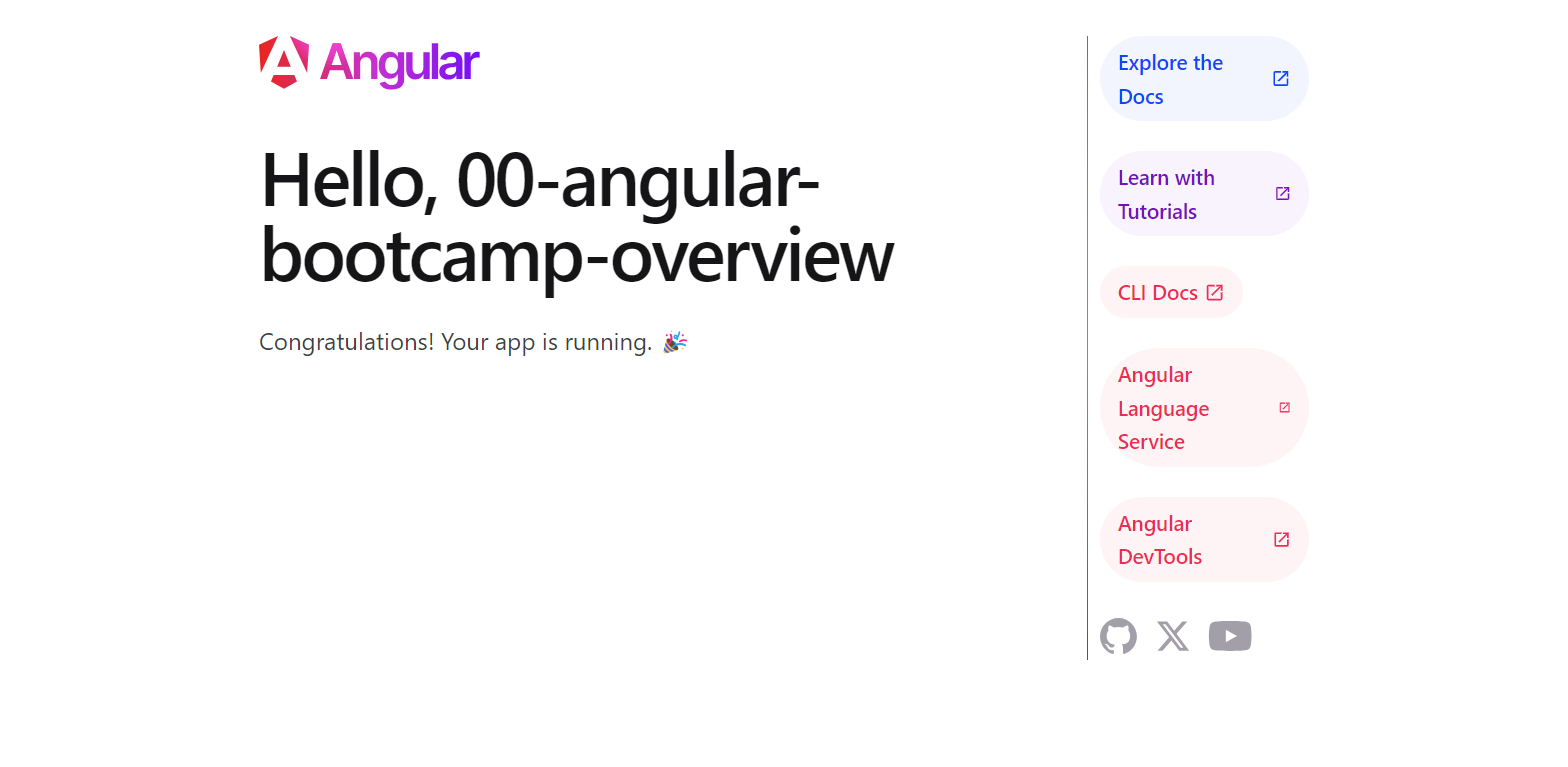 Angular
Hello, 00-angular-
bootcamp-overview
Congratulations! Your app is running. 🎉
Explore the
Docs
Learn with
Tutorials
CLI Docs
Angular
Language
Service
Angular
DevTools